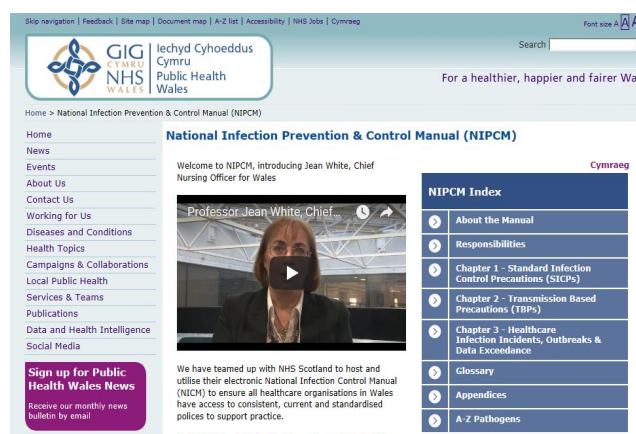 Skip navigation | Feedback | Site map | Document map | A-Z list | Accessibility | NHS Jobs | Cymraeg
Font size A A A
GIG
CYMRU
NHS
WALES
Iechyd Cyhoeddus
Cymru
Public Health
Wales
Search
For a healthier, happier and fairer Wa
Home > National Infection Prevention & Control Manual (NIPCM)
Home
News
Events
About Us
Contact Us
Working for Us
Diseases and Conditions
Health Topics
Campaigns & Collaborations
Local Public Health
Services & Teams
Publications
Data and Health Intelligence
Social Media
Sign up for Public
Health Wales News
Receive our monthly news
bulletin by email
National Infection Prevention & Control Manual (NIPCM)
Welcome to NIPCM, introducing Jean White, Chief
Nursing Officer for Wales
Professor Jean White, Chief...
We have teamed up with NHS Scotland to host and
utilise their electronic National Infection Control Manual
(NICM) to ensure all healthcare organisations in Wales
have access to consistent, current and standardised
polices to support practice.
Cymraeg
NIPCM Index
About the Manual
Responsibilities
Chapter 1 - Standard Infection
Control Precautions (SICPs)
Chapter 2 - Transmission Based
Precautions (TBPs)
Chapter 3 - Healthcare
Infection Incidents, Outbreaks &
Data Exceedance
Glossary
Appendices
A-Z Pathogens